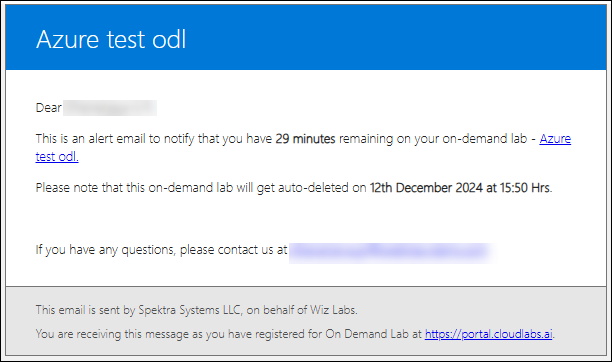 Azure test odl
Dear
This is an alert email to notify that you have 29 minutes remaining on your on-demand lab - Azure
test odl.
Please note that this on-demand lab will get auto-deleted on 12th December 2024 at 15:50 Hrs.
If you have any questions, please contact us at
This email is sent by Spektra Systems LLC, on behalf of Wiz Labs.
You are receiving this message as you have registered for On Demand Lab at https://portal.cloudlabs.ai.